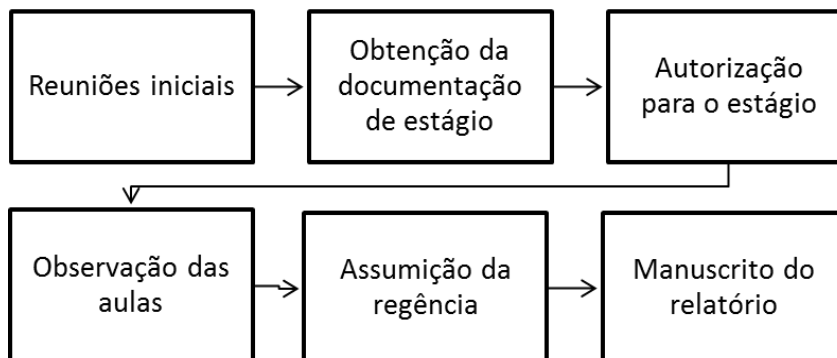 Reuniões iniciais
Obtenção da
documentação
de estágio
Autorização
para o estágio
Observação das
aulas
Assumição da
regência
Manuscrito do
relatório